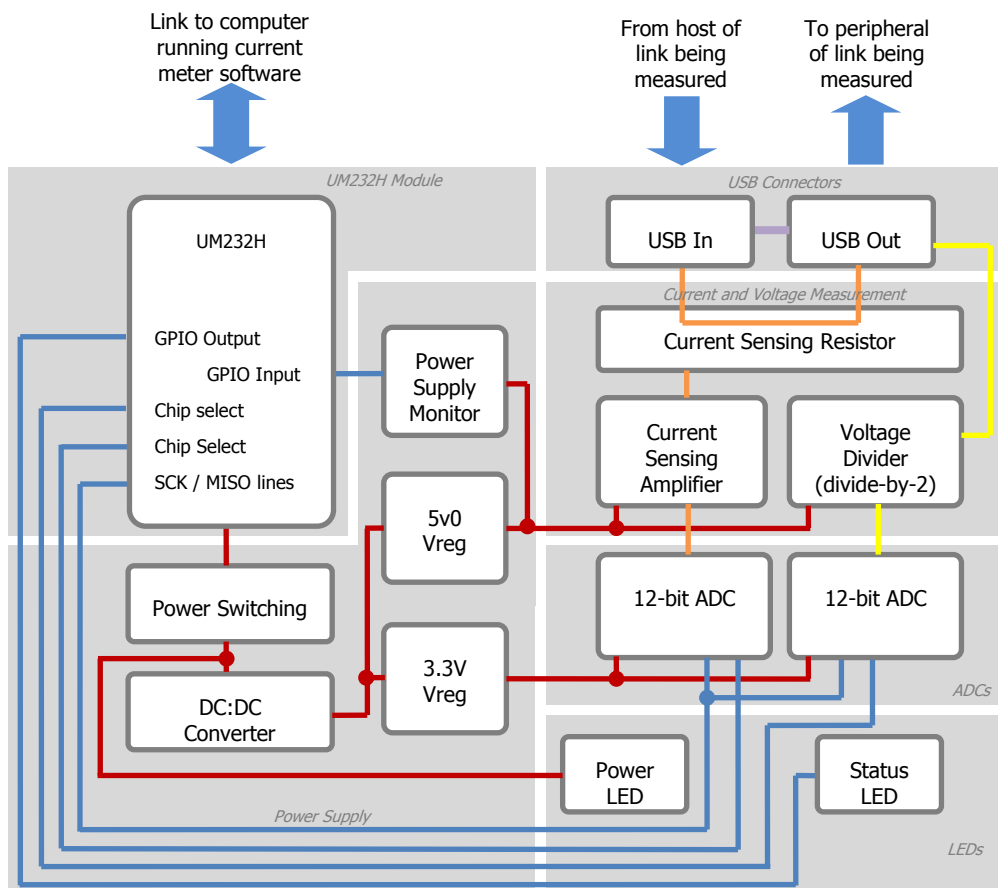 Link to computer
running current
meter software
From host of
link being
measured
To peripheral
of link being
measured
UM232H Module
USB Connectors
UM232H
USB In
USB Out
Current and Voltage Measurement
GPIO Output
GPIO Input
Chip select
Chip Select
SCK / MISO lines
Power
Supply
Monitor
Current Sensing Resistor
Current
Sensing
Amplifier
Voltage
Divider
(divide-by-2)
5v0
Vreg
Power Switching
12-bit ADC
12-bit ADC
3.3V
Vreg
DC:DC
Converter
ADCs
Power
LED
Status
LED
Power Supply
LEDs